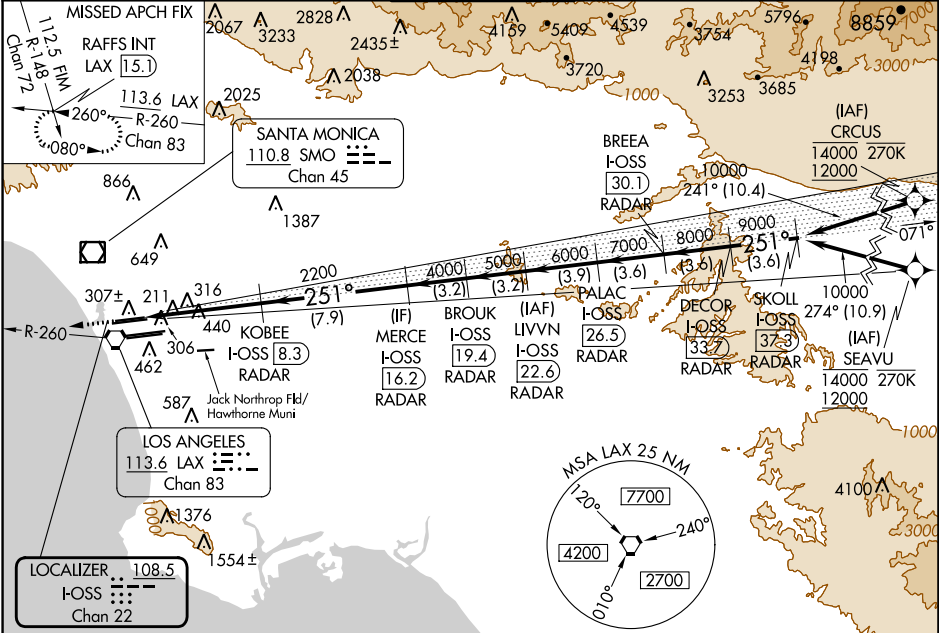 MISSED APCH FIX
112.5 FIM
R-148
Chan 72
RAFFS INT
LAX 15.1
113.6 LAX
R-260
Chan 83
260°
080°
2067
3233
2828
2435±
2038
2025
4159
5409
4539
3720
3754
5796
4198
8859
7000
3000
3253
3685
1000
SANTA MONICA
110.8 SMO
Chan 45
866
649
1387
BREEA
I-OSS
30.1
RADAR
10000
241° (10.4)
(IAF)
CRCUS
14000 270K
12000
071°
10000
274° (10.9)
(IAF)
SEAVU
14000 270K
12000
2200
251°
(7.9)
4000
(3.2)
5000
(3.2)
6000
(3.9)
7000
(3.6)
8000
(3.6)
9000
(3.6)
251°
307±
211
316
440
306
462
R-260
KOBEE
I-OSS 8.3
RADAR
(IF)
MERCE
I-OSS
16.2
RADAR
BROUK
I-OSS
19.4
RADAR
(IAF)
LIVVN
I-OSS
22.6
RADAR
PALAC
I-OSS
26.5
RADAR
DECOR
I-OSS
33.7
RADAR
SKOLL
I-OSS
37.3
RADAR
Jack Northrop Fld/
Hawthorne Muni
587
LOS ANGELES
113.6 LAX
Chan 83
1376
1554±
LOCALIZER 108.5
I-OSS
Chan 22
MSA LAX 25 NM
120°
7700
240°
4200
2700
010°
1000
4100